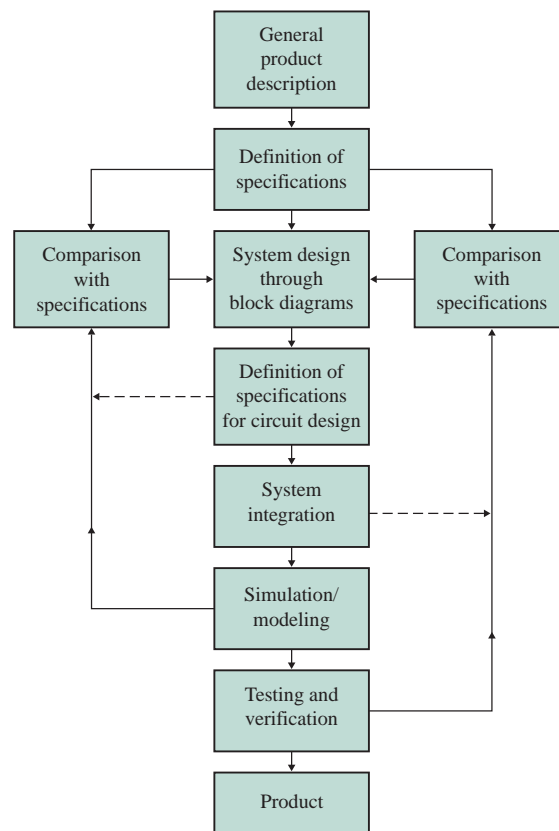 General
product
description
Definition of
specifications
Comparison
with
specifications
System design
through
block diagrams
Comparison
with
specifications
Definition of
specifications
for circuit design
System
integration
Simulation/
modeling
Testing and
verification
Product